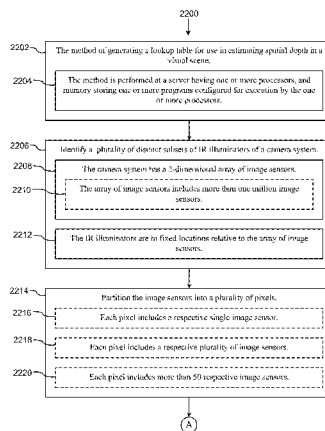 2200
2202
The method of generating a lookup table for use in estimating spatial depth in a
visual scene.
2204
The method is performed at a server having one or more processors, and
memory storing one or more programs configured for execution by the one
or more processors.
2206
Identify a plurality of distinct subsets of IR illuminators of a camera system.
2208
The camera system has a 2-dimensional array of image sensors.
2210
The array of image sensors includes more than one million image
sensors.
2212
The IR illuminators are in fixed locations relative to the array of image
sensors.
2214
Partition the image sensors into a plurality of pixels.
2216
Each pixel includes a respective single image sensor.
2218
Each pixel includes a respective plurality of image sensors.
2220
Each pixel includes more than 50 respective image sensors.
A